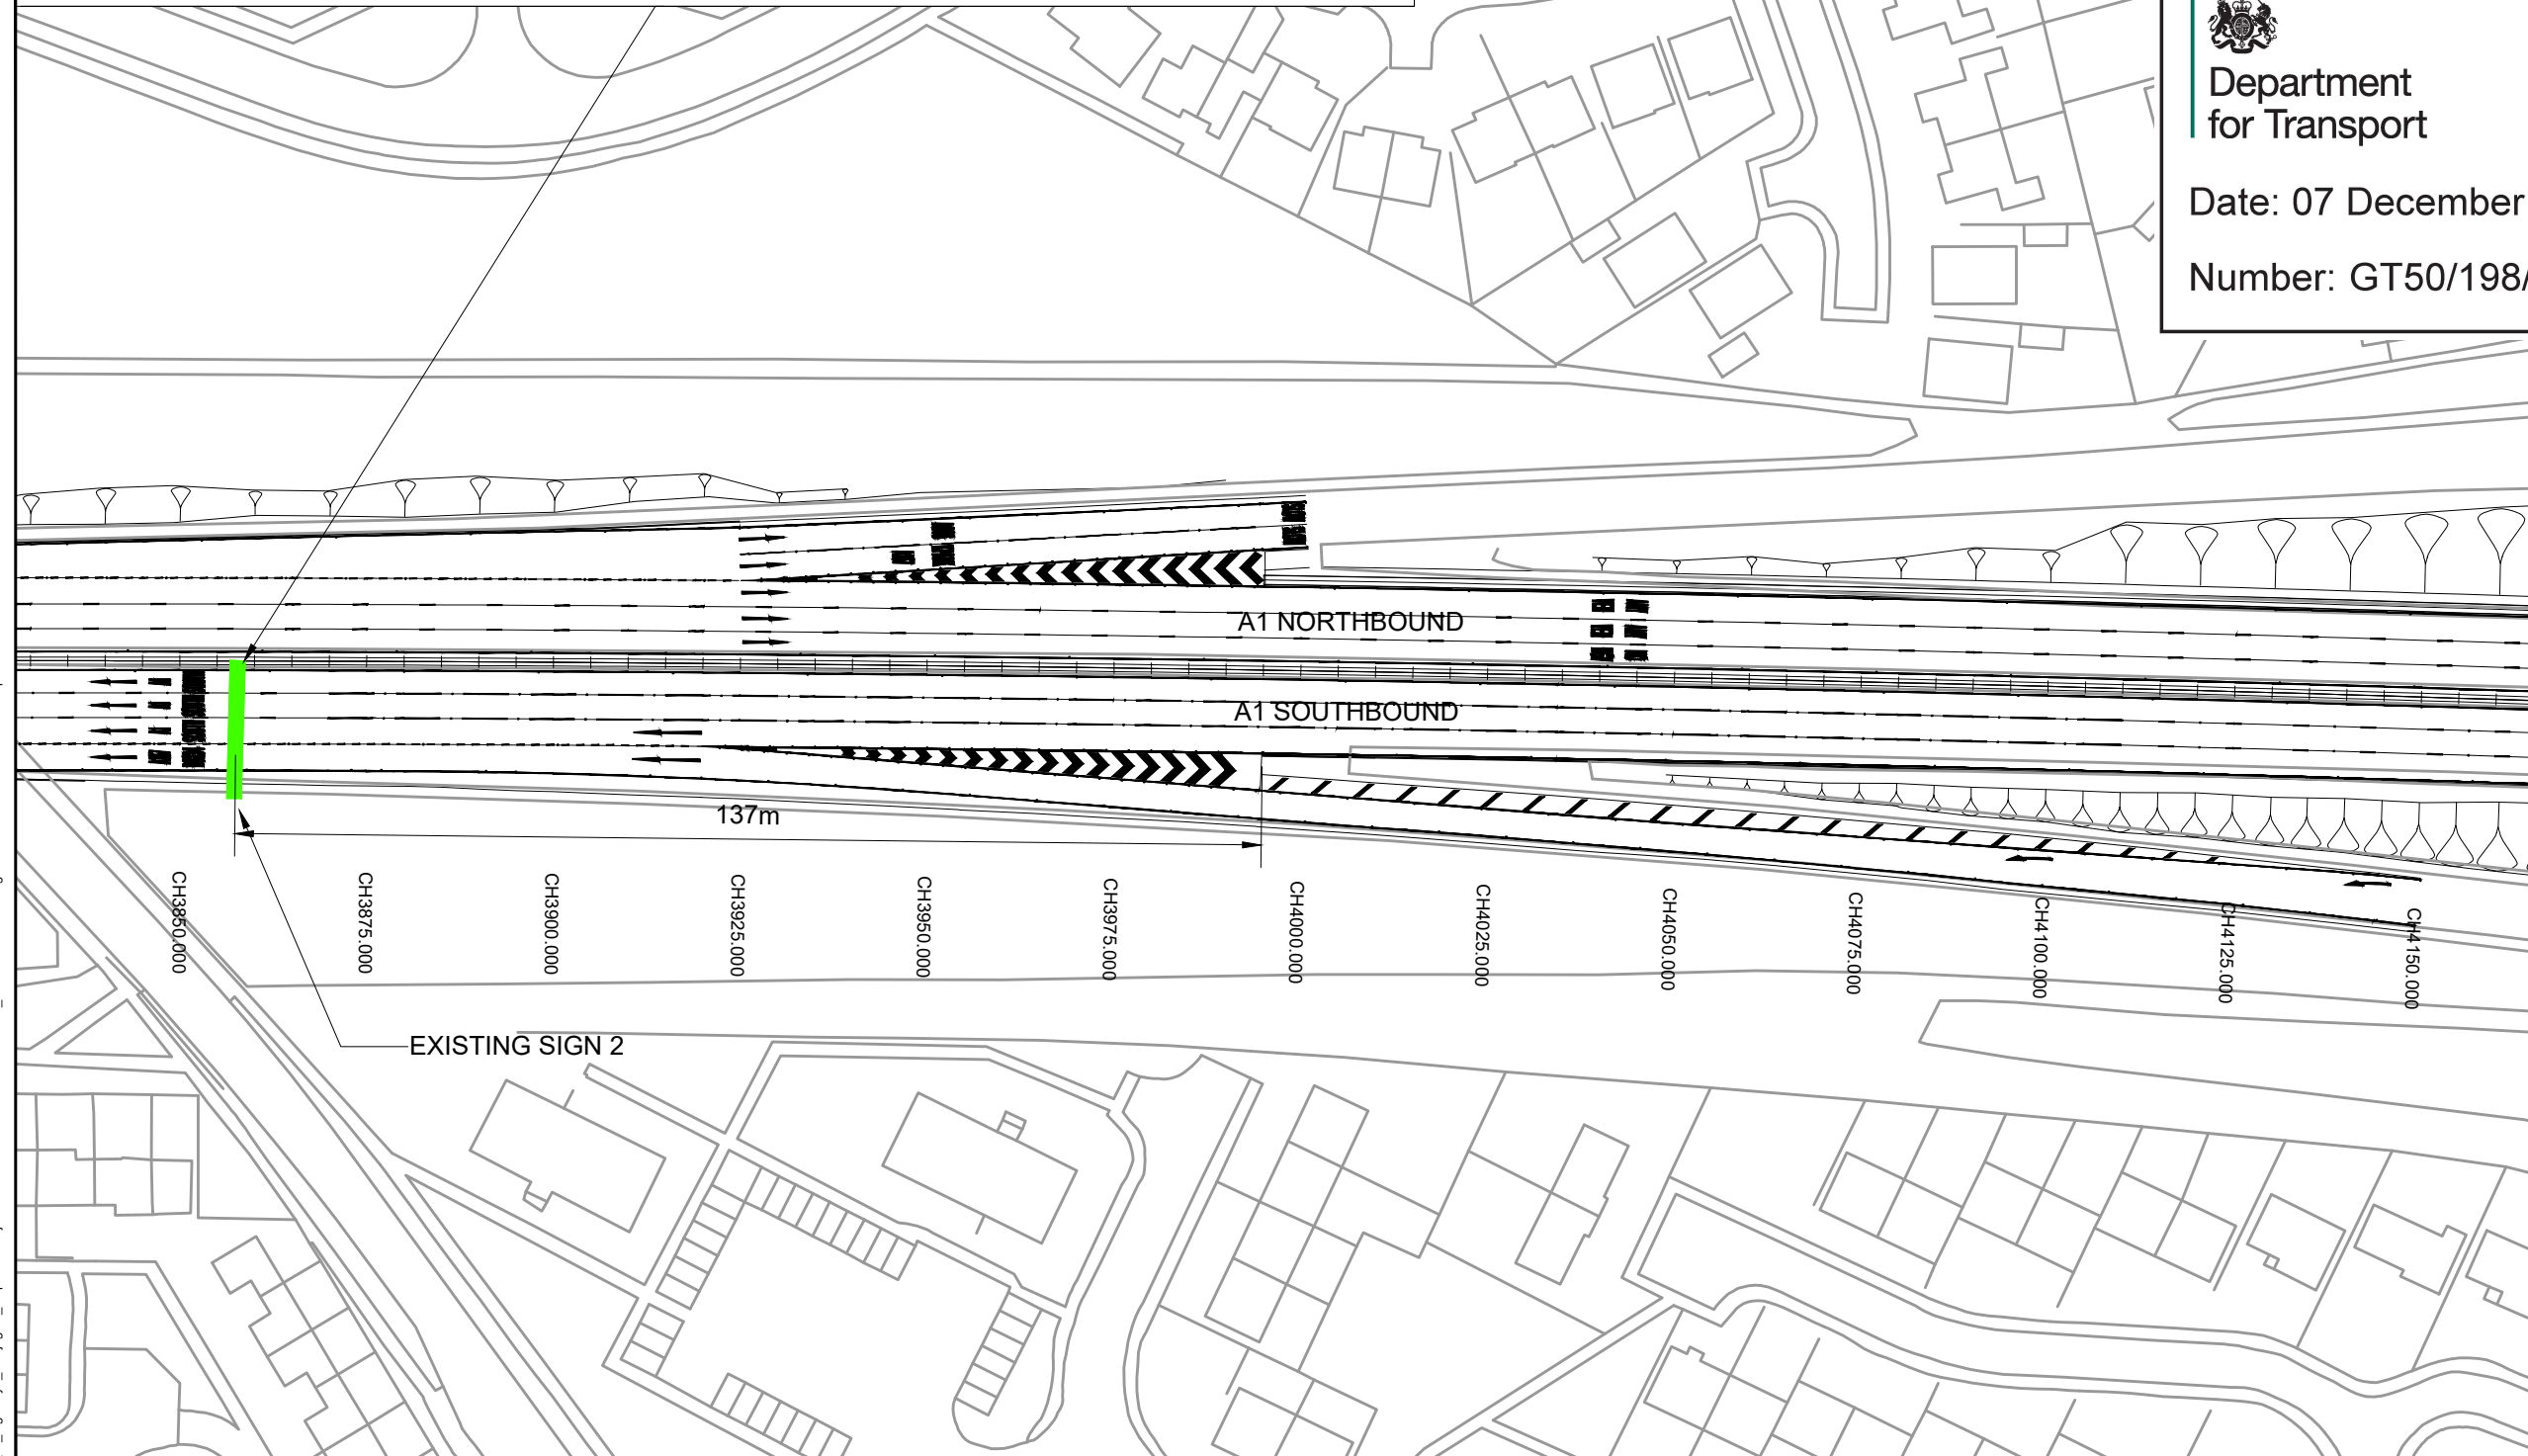 Department
for Transport
Date: 07 December
Number: GT50/198/
A1 NORTHBOUND
A1 SOUTHBOUND
137m
CH3850.000
CH3875.000
CH3900.000
CH3925.000
CH3950.000
CH3975.000
CH4000.000
CH4025.000
CH4050.000
CH4075.000
CH4100.000
CH4125.000
CH4150.000
EXISTING SIGN 2